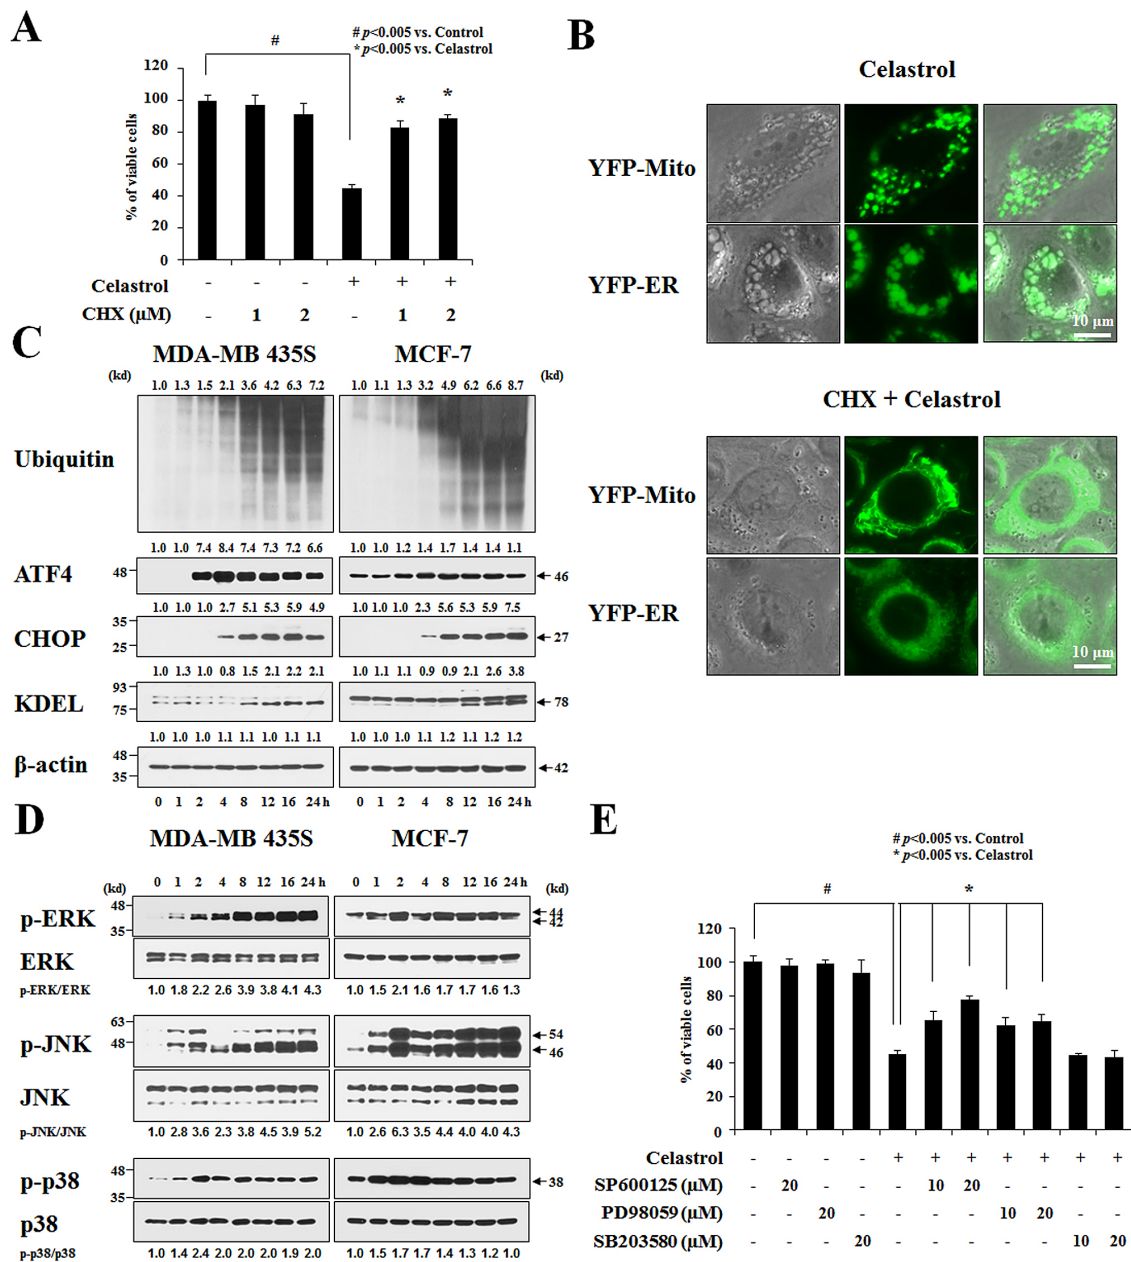 A
# p<0.005 vs. Control
* p<0.005 vs. Celastrol
#
% of viable cells
120
100
80
60
40
20
0
* *
Celastrol - - - + + +
CHX (µM) - 1 2 - 1 2
B
Celastrol
YFP-Mito
YFP-ER
10 µm
CHX + Celastrol
YFP-Mito
YFP-ER
10 µm
C
MDA-MB 435S MCF-7
(kd) (kd)
1.0 1.3 1.5 2.1 3.6 4.2 6.3 7.2 1.0 1.1 1.3 3.2 4.9 6.2 6.6 8.7
Ubiquitin
1.0 1.0 7.4 8.4 7.4 7.3 7.2 6.6 1.0 1.0 1.2 1.4 1.7 1.4 1.4 1.1
ATF4 48 46
1.0 1.0 1.0 2.7 5.1 5.3 5.9 4.9 1.0 1.0 1.0 2.3 5.6 5.3 5.9 7.5
35
CHOP 27
25
1.0 1.3 1.0 0.8 1.5 2.1 2.2 2.1 1.0 1.1 1.1 0.9 0.9 2.1 2.6 3.8
93
KDEL 78
75
1.0 1.0 1.0 1.1 1.1 1.0 1.1 1.1 1.0 1.0 1.0 1.1 1.2 1.1 1.2 1.2
48
β-actin 42
35
0 1 2 4 8 12 16 24 h 0 1 2 4 8 12 16 24 h
D
MDA-MB 435S MCF-7
(kd) 0 1 2 4 8 12 16 24 h 0 1 2 4 8 12 16 24 h (kd)
48
p-ERK 44
42
35
ERK
p-ERK/ERK 1.0 1.8 2.2 2.6 3.9 3.8 4.1 4.3 1.0 1.5 2.1 1.6 1.7 1.7 1.6 1.3
63
p-JNK 54
48 46
JNK
p-JNK/JNK 1.0 2.8 3.6 2.3 3.8 4.5 3.9 5.2 1.0 2.6 6.3 3.5 4.4 4.0 4.0 4.3
48
p-p38 38
35
p38
p-p38/p38 1.0 1.4 2.4 2.0 2.0 2.0 1.9 2.0 1.0 1.5 1.7 1.7 1.4 1.3 1.2 1.0
E
# p<0.005 vs. Control
* p<0.005 vs. Celastrol
# *
% of viable cells
120
100
80
60
40
20
0
Celastrol - - - - + + + + + + +
SP600125 (µM) - 20 - - - 10 20 - - - -
PD98059 (µM) - - 20 - - - - 10 20 - -
SB203580 (µM) - - - 20 - - - - - 10 20